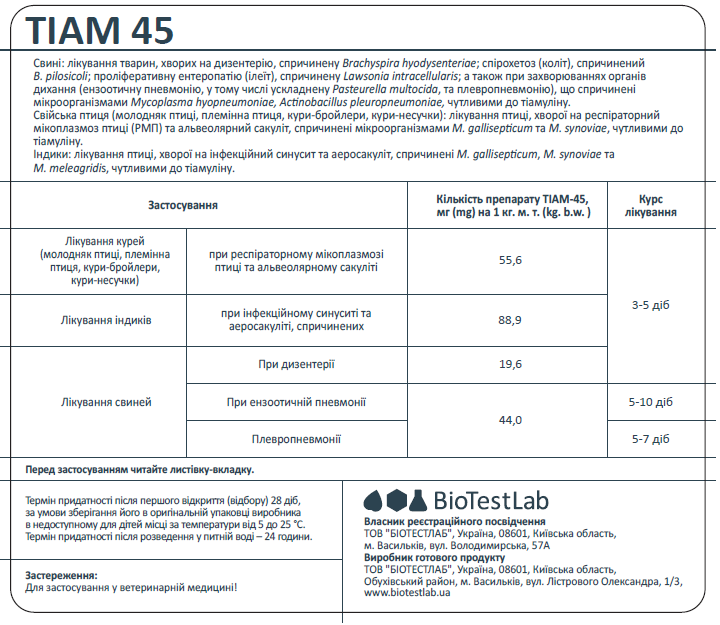 ТІАМ 45
Свині: лікування тварин, хворих на дизентерію, спричинену Brachyspira hyodysenteriae; спірохетоз (коліт), спричинений
B. pilosicoli; проліферативну ентеропатію (ілеїт), спричинену Lawsonia intracellularis; а також при захворюваннях органів
дихання (ензоотичну пневмонію, у тому числі ускладнену Pasteurella multocida, та плевропневмонію), що спричинені
мікроорганізмами Mycoplasma hyopneumoniae, Actinobacillus pleuropneumoniae, чутливими до тіамуліну.
Свійська птиця (молодняк птиці, племінна птиця, кури-бройлери, кури-несучки): лікування птиці, хворої на респіраторний
мікоплазмоз птиці (РМП) та альвеолярний сакуліт, спричинені мікроорганізмами M. gallisepticum та M. synoviae, чутливими до
тіамуліну.
Індики: лікування птиці, хворої на інфекційний синусит та аеросакуліт, спричинені M. gallisepticum, M. synoviae та
M. meleagridis, чутливими до тіамуліну.
Застосування
Кількість препарату ТІАМ-45,
мг (mg) на 1 кг. м. т. (kg. b.w. )
Курс
лікування
Лікування курей
(молодняк птиці, племінна
птиця, кури-бройлери,
кури-несучки)
при респіраторному мікоплазмозі
птиці та альвеолярному сакуліті
55,6
3-5 діб
Лікування індиків
при інфекційному синуситі та
аеросакуліті, спричинених
88,9
Лікування свиней
При дизентерії
19,6
При ензоотичній пневмонії
44,0
5-10 діб
Плевропневмонії
5-7 діб
Перед застосуванням читайте листівку-вкладку.
Термін придатності після першого відкриття (відбору) 28 діб,
за умови зберігання його в оригінальній упаковці виробника
в недоступному для дітей місці за температури від 5 до 25 °С.
Термін придатності після розведення у питній воді – 24 години.
Застереження:
Для застосування у ветеринарній медицині!
BioTestLab
Власник реєстраційного посвідчення
ТОВ "БІОТЕСТЛАБ", Україна, 08601, Київська область,
м. Васильків, вул. Володимирська, 57А
Виробник готового продукту
ТОВ "БІОТЕСТЛАБ", Україна, 08601, Київська область,
Обухівський район, м. Васильків, вул. Лістрового Олександра, 1/3,
www.biotestlab.ua